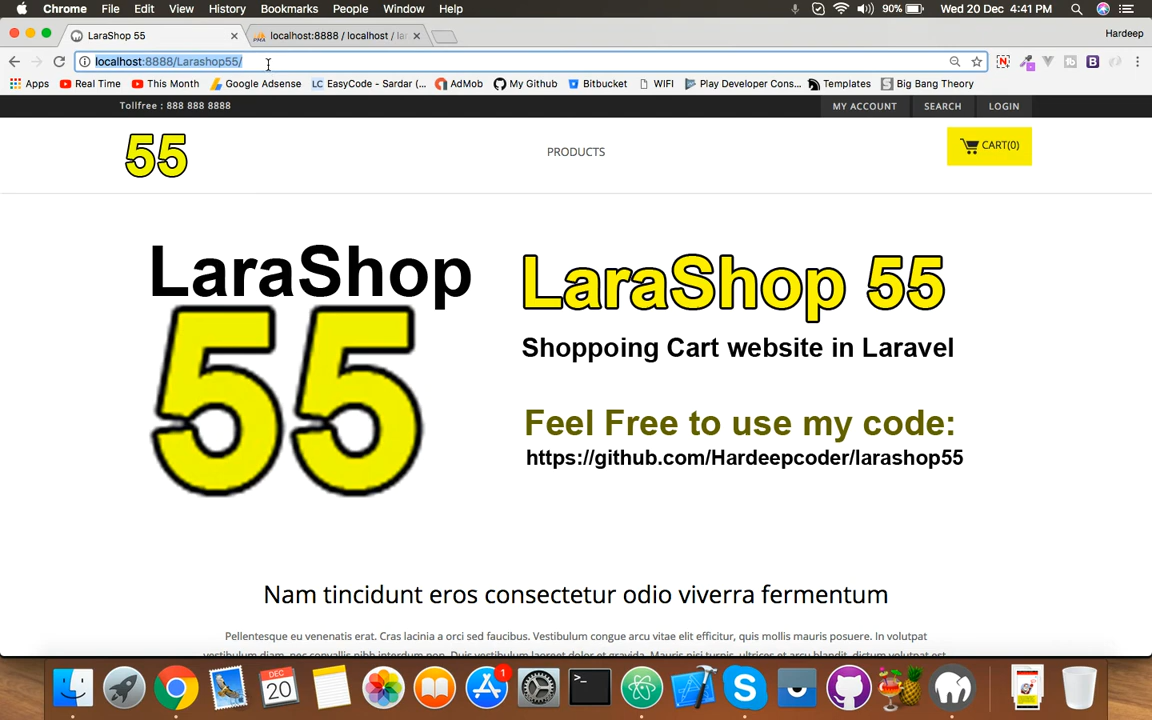 Chrome File Edit View History Bookmarks People Window Help 90% Wed 20 Dec 4:41 PM
LaraShop 55 localhost:8888 / localhost / lar Hardeep
localhost:8888/Larashop55/
Apps Real Time This Month Google Adsense LC EasyCode - Sardar (... AdMob My Github Bitbucket WIFI Play Developer Cons... Templates Big Bang Theory
Tollfree : 888 888 8888 MY ACCOUNT SEARCH LOGIN
55 PRODUCTS CART(0)
LaraShop
55
LaraShop 55
Shoppoing Cart website in Laravel
Feel Free to use my code:
https://github.com/Hardeepcoder/larashop55
Nam tincidunt eros consectetur odio viverra fermentum
Pellentesque eu venenatis erat. Cras lacinia a orci sed faucibus. Vestibulum congue arcu vitae elit efficitur, quis mollis mauris posuere. In volutpat
DEC
20
1